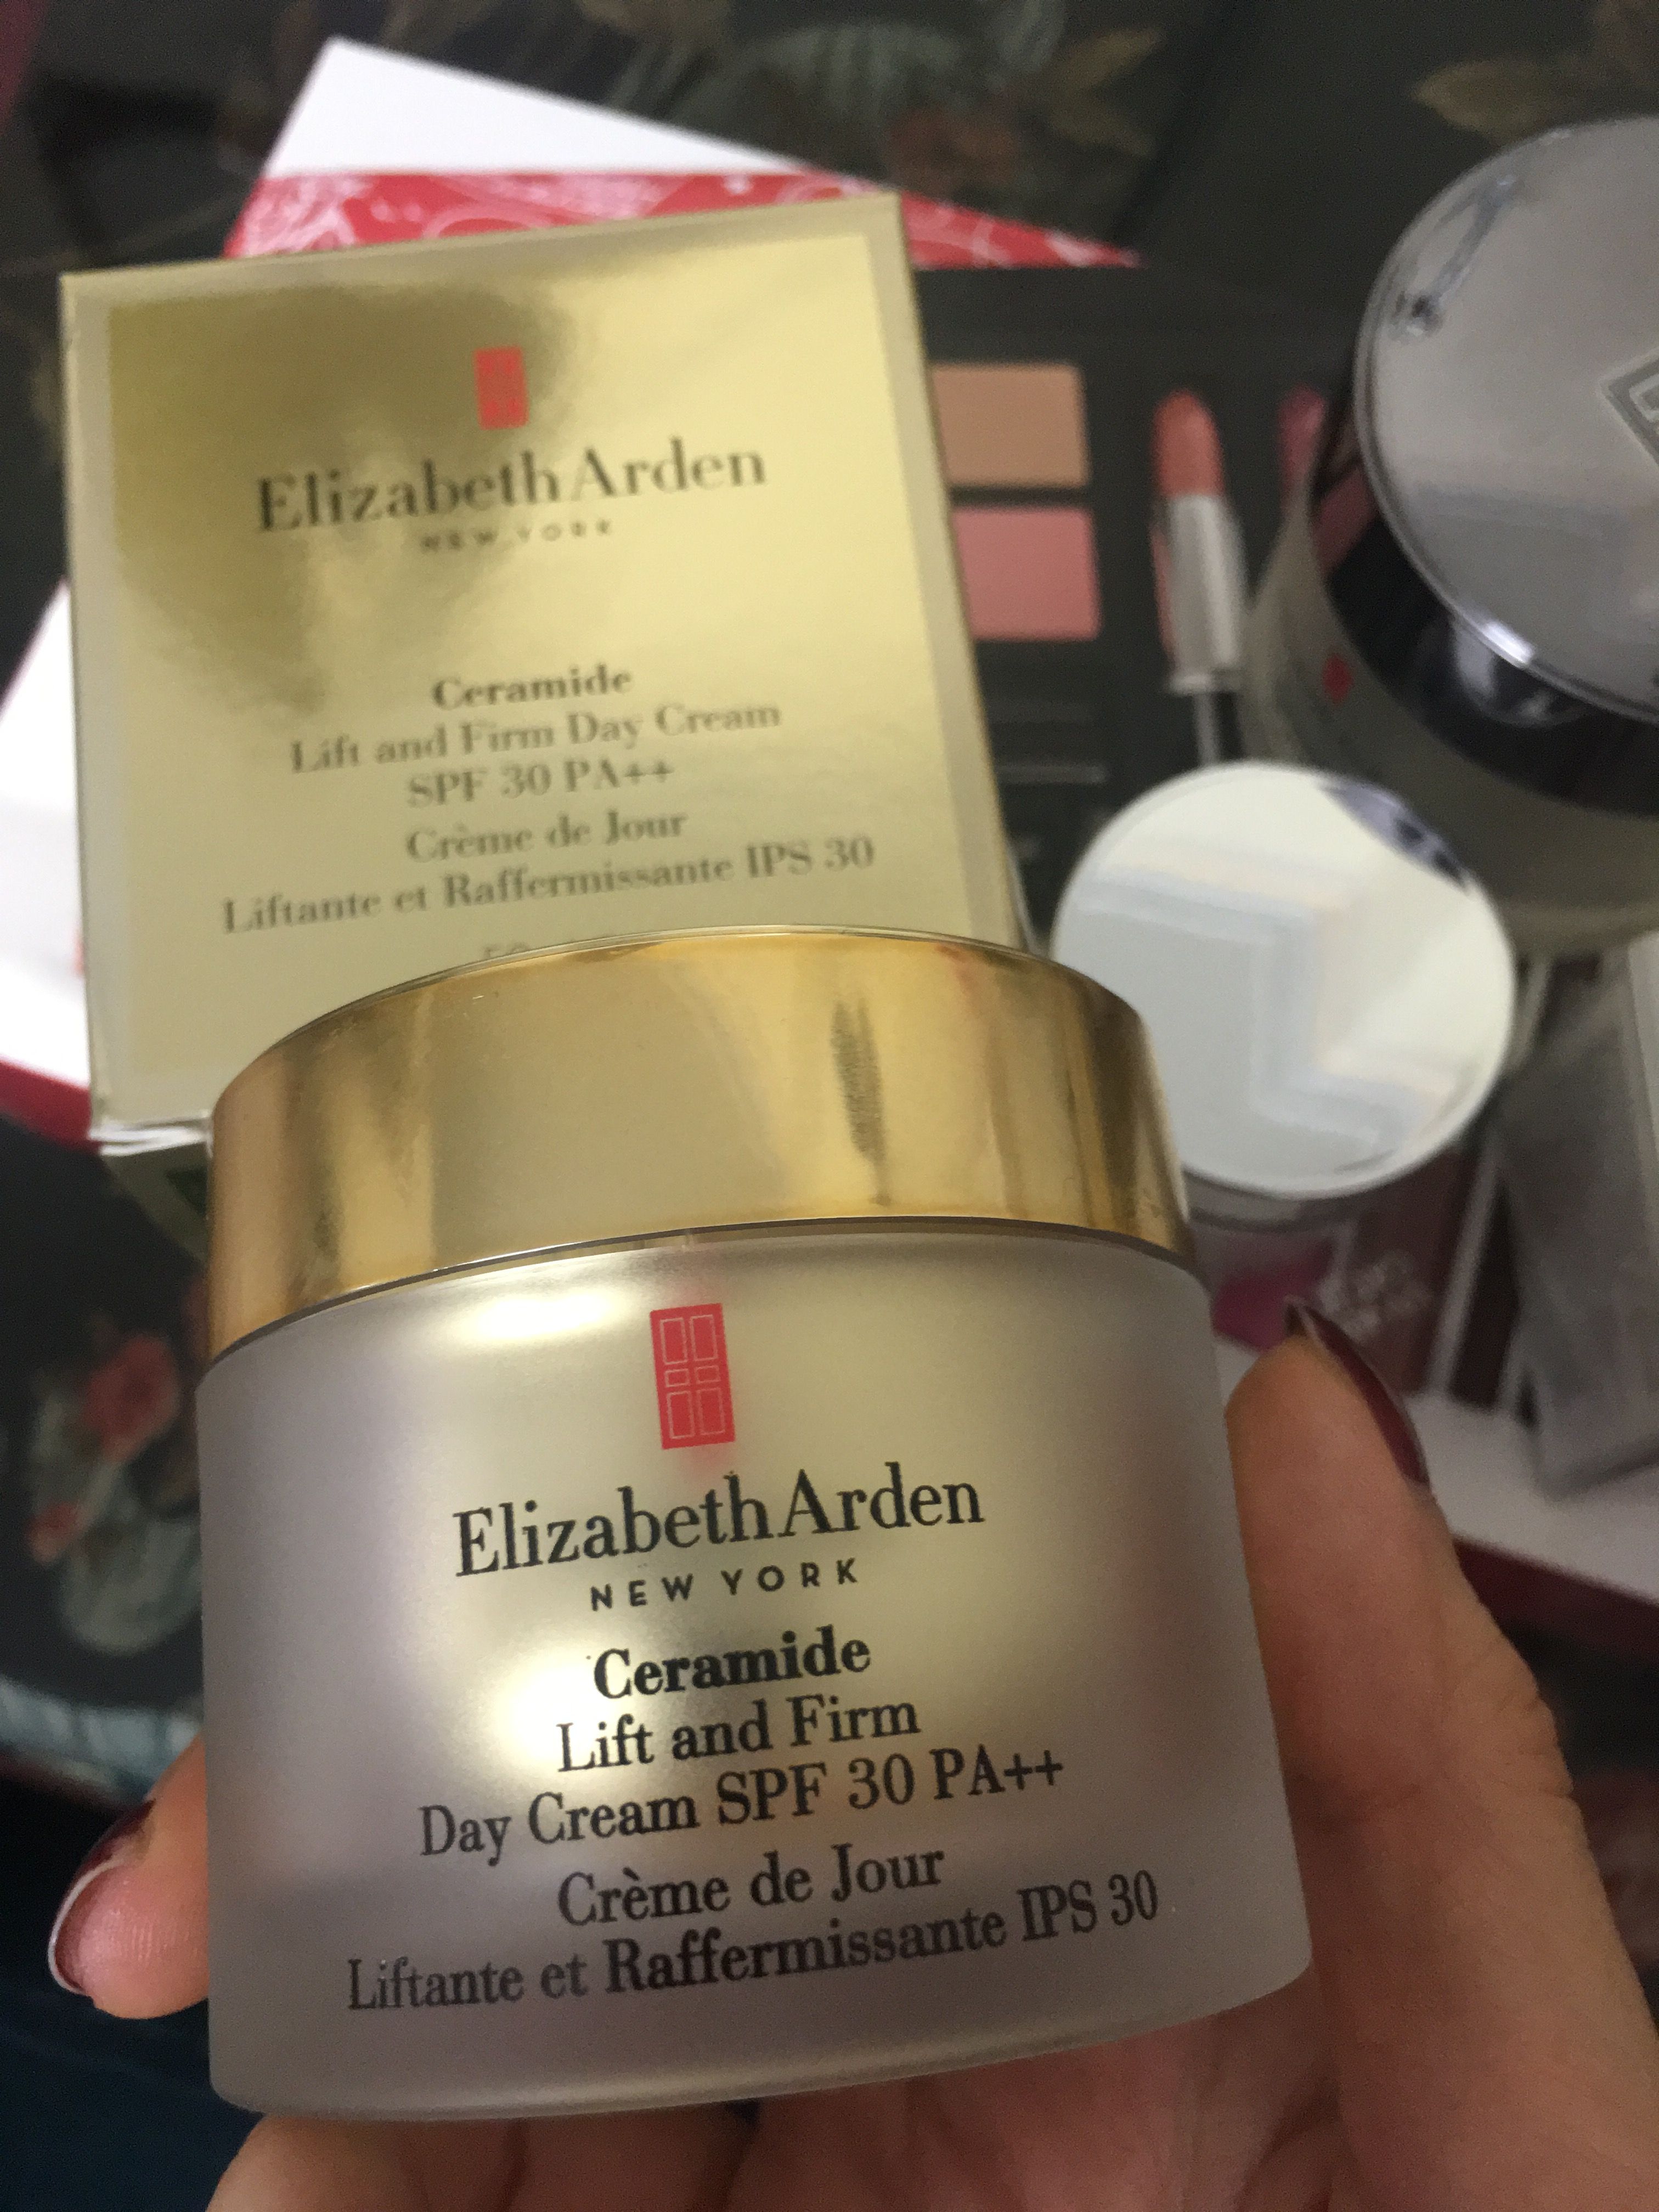 Elizabeth Arden
NEW YORK
Ceramide
Lift and Firm Day Cream
SPF 30 PA++
Crème de Jour
Liftante et Raffermissante IPS 30
Elizabeth Arden
NEW YORK
Ceramide
Lift and Firm
Day Cream SPF 30 PA++
Crème de Jour
Liftante et Raffermissante IPS 30